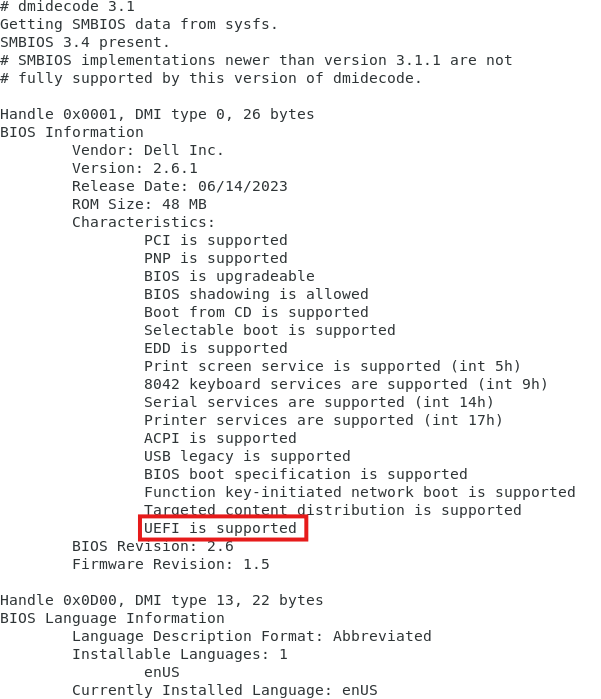 # dmidecode 3.1
Getting SMBIOS data from sysfs.
SMBIOS 3.4 present.
# SMBIOS implementations newer than version 3.1.1 are not
# fully supported by this version of dmidecode.

Handle 0x0001, DMI type 0, 26 bytes
BIOS Information
        Vendor: Dell Inc.
        Version: 2.6.1
        Release Date: 06/14/2023
        ROM Size: 48 MB
        Characteristics:
                PCI is supported
                PNP is supported
                BIOS is upgradeable
                BIOS shadowing is allowed
                Boot from CD is supported
                Selectable boot is supported
                EDD is supported
                Print screen service is supported (int 5h)
                8042 keyboard services are supported (int 9h)
                Serial services are supported (int 14h)
                Printer services are supported (int 17h)
                ACPI is supported
                USB legacy is supported
                BIOS boot specification is supported
                Function key-initiated network boot is supported
                Targeted content distribution is supported
                UEFI is supported
        BIOS Revision: 2.6
        Firmware Revision: 1.5

Handle 0x0D00, DMI type 13, 22 bytes
BIOS Language Information
        Language Description Format: Abbreviated
        Installable Languages: 1
                enUS
        Currently Installed Language: enUS